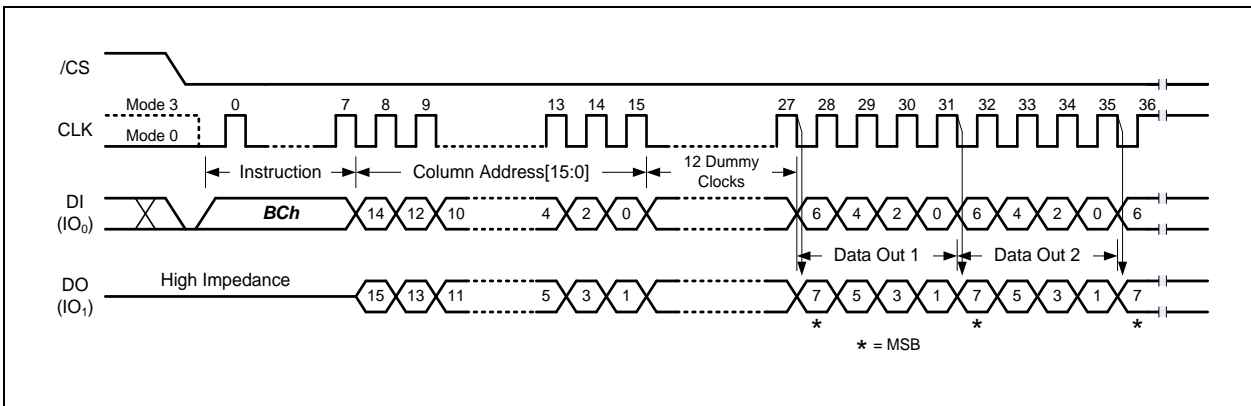 /CS
Mode 3 0 7 8 9 13 14 15 27 28 29 30 31 32 33 34 35 36
CLK Mode 0
Instruction Column Address[15:0] 12 Dummy
Clocks
DI
(IO0) BCh 14 12 10 4 2 0 6 4 2 0 6 4 2 0 6
Data Out 1 Data Out 2
High Impedance
DO
(IO1) 15 13 11 5 3 1 7 5 3 1 7 5 3 1 7
* * *
* = MSB